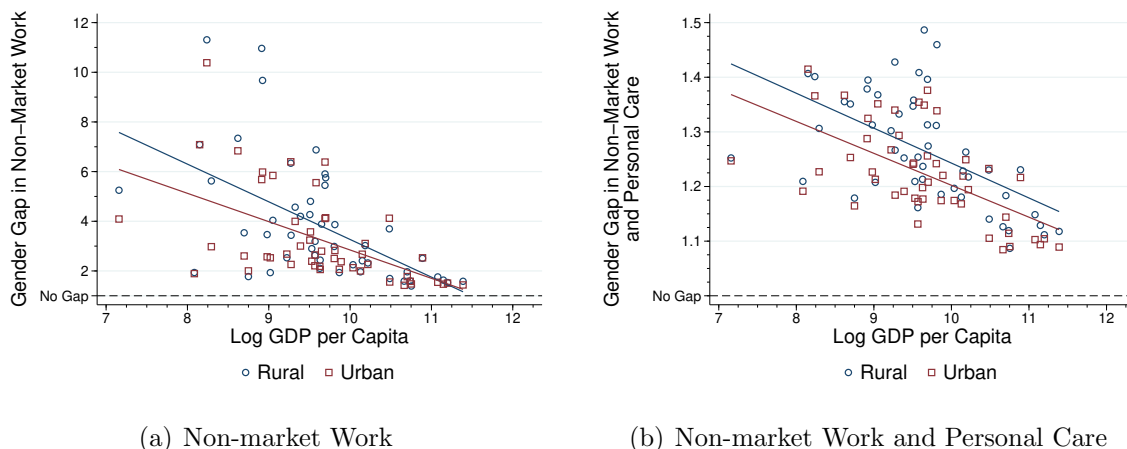 Gender Gap in Non-Market Work
12
10
8
6
4
2
No Gap
7
8
9
10
11
12
Log GDP per Capita
Rural
Urban
(a) Non-market Work
Gender Gap in Non-Market Work
and Personal Care
1.5
1.4
1.3
1.2
1.1
No Gap
7
8
9
10
11
12
Log GDP per Capita
Rural
Urban
(b) Non-market Work and Personal Care